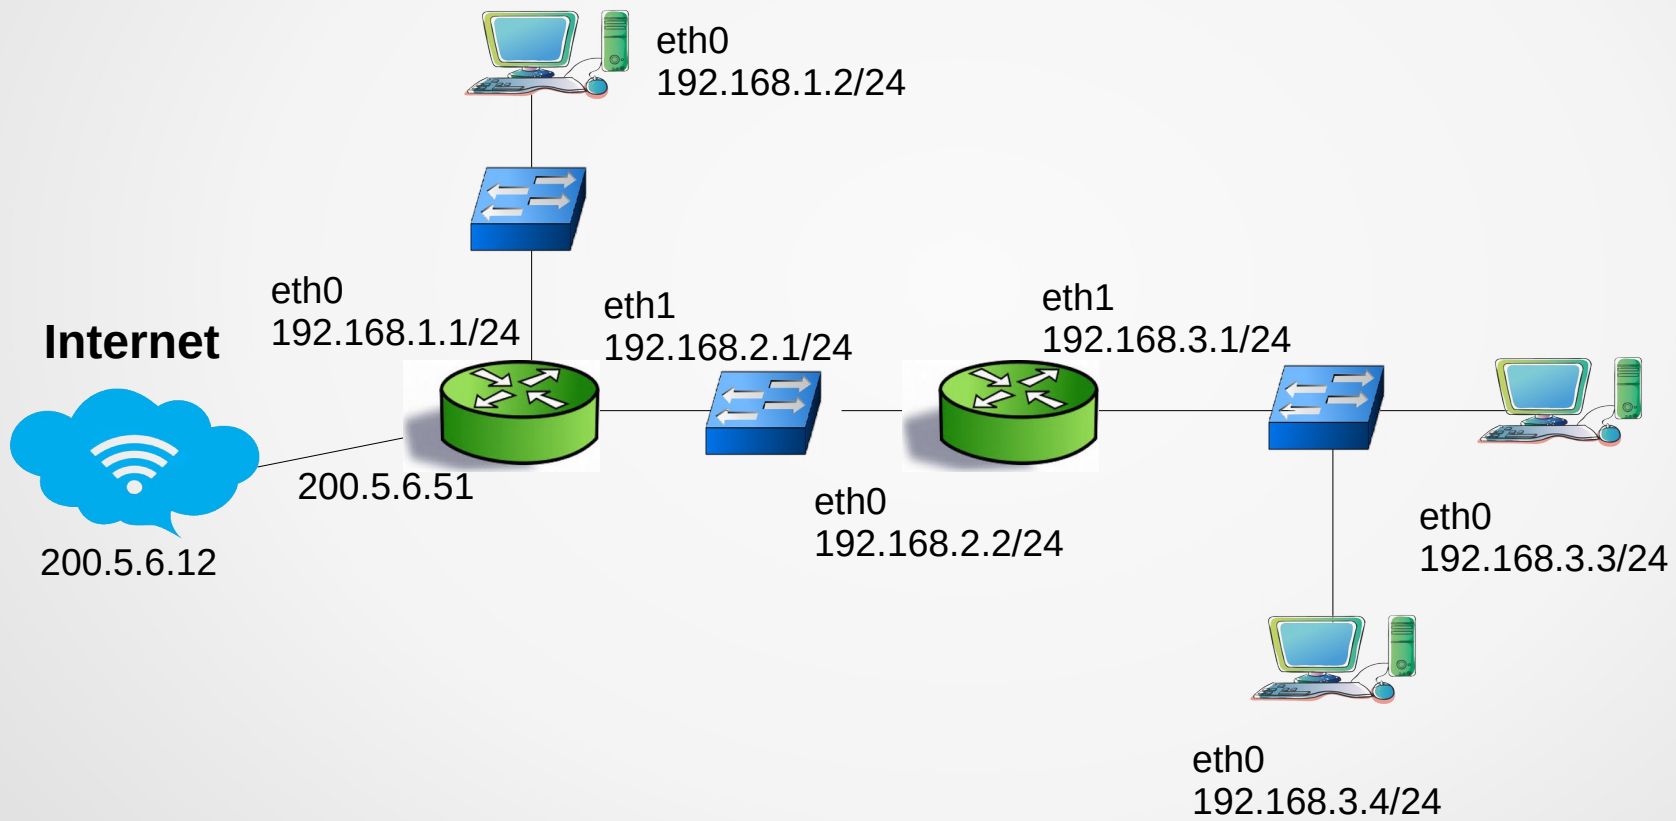 eth0
192.168.1.2/24
eth0
192.168.1.1/24
eth1
192.168.2.1/24
eth1
192.168.3.1/24
Internet
200.5.6.51
200.5.6.12
eth0
192.168.2.2/24
eth0
192.168.3.3/24
eth0
192.168.3.4/24